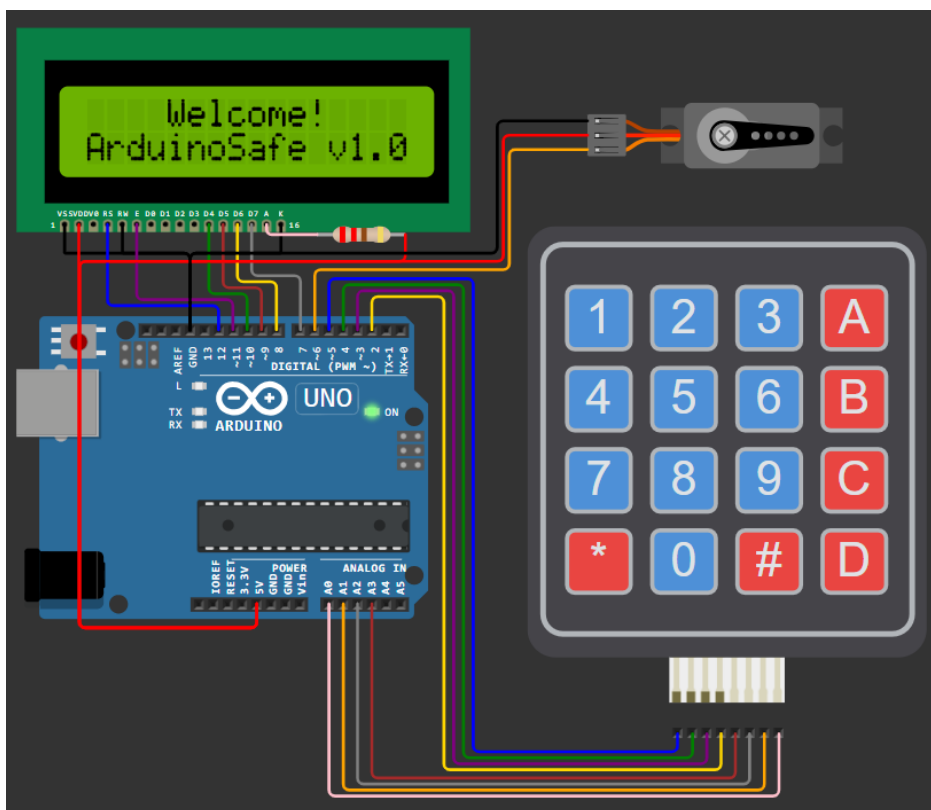 Welcome!
ArduinoSafe v1.0
VSSVDDV0 RS RW E D0 D1 D2 D3 D4 D5 D6 D7 A K
1 16
AREF GND 13 12 ~11 ~10 ~9 8 7 ~6 ~5 4 ~3 2 TX→1 RX←0
DIGITAL (PWM ~)
L
TX
RX
UNO
ARDUINO
ON
POWER ANALOG IN
IOREF RESET 3.3V 5V GND GND Vin A0 A1 A2 A3 A4 A5
1 2 3 A
4 5 6 B
7 8 9 C
* 0 # D